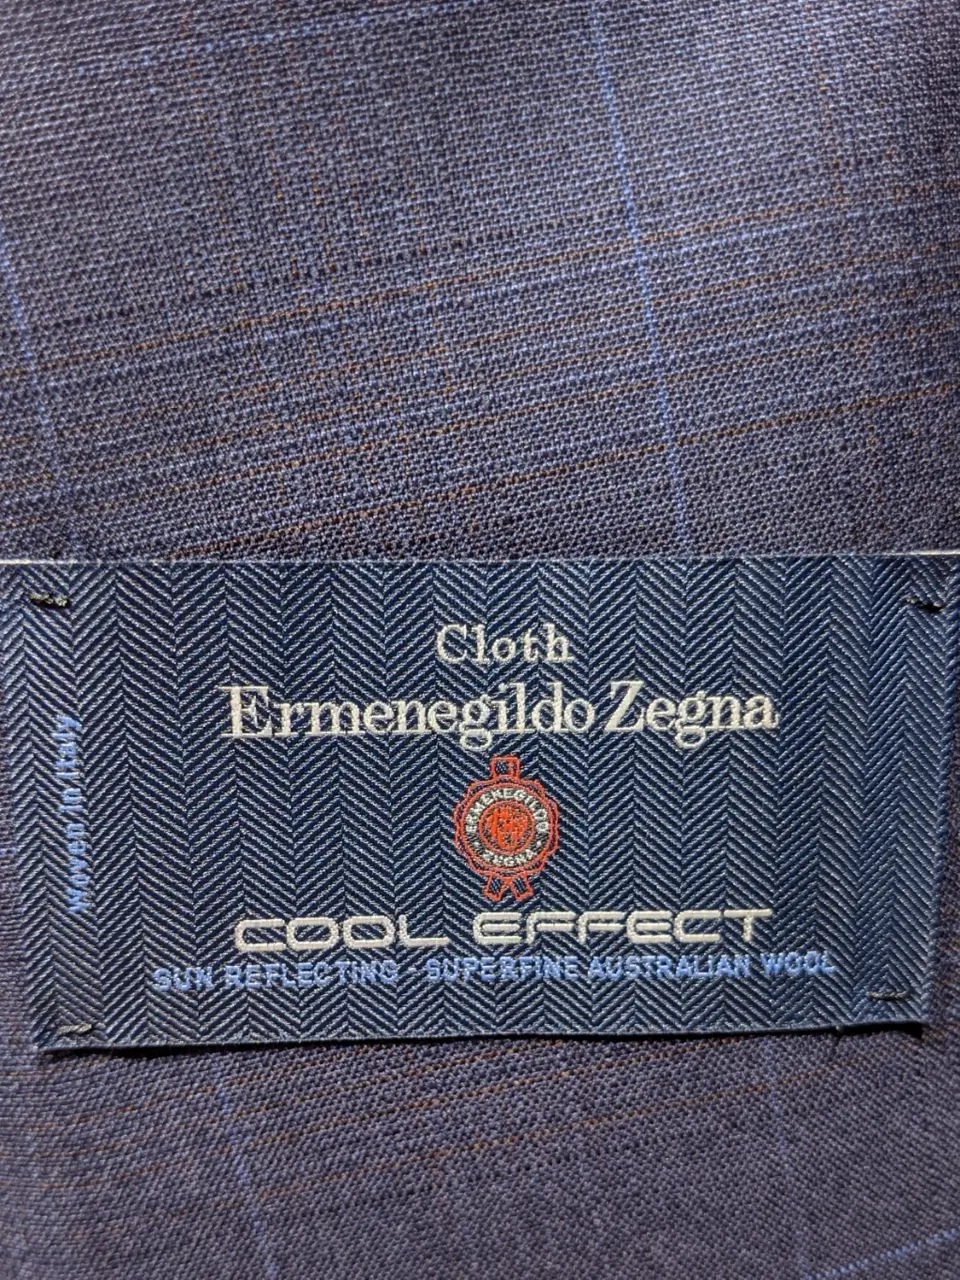 Cloth
Ermenegildo Zegna
ERMENEGILDO
ZEGNA
COOL EFFECT
SUN REFLECTING - SUPERFINE AUSTRALIAN WOOL
Woven in Italy